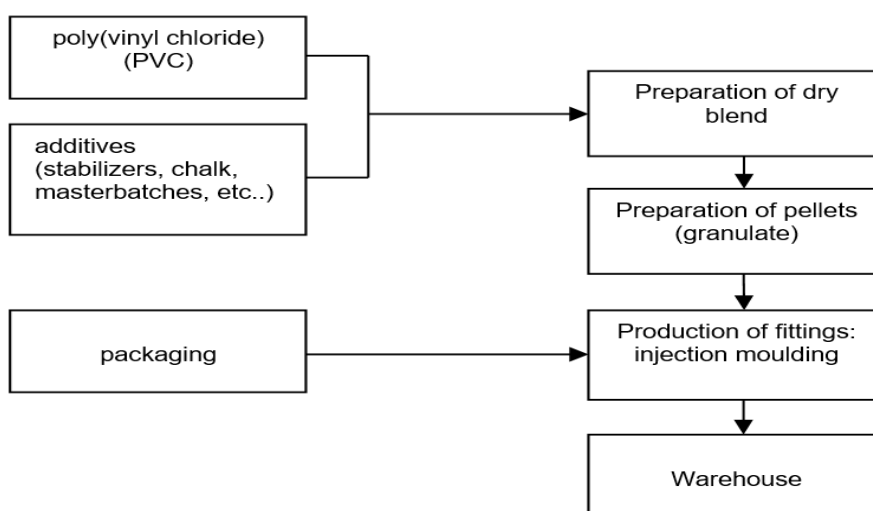 poly(vinyl chloride)
(PVC)
additives
(stabilizers, chalk,
masterbatches, etc..)
packaging
Preparation of dry
blend
Preparation of pellets
(granulate)
Production of fittings:
injection moulding
Warehouse